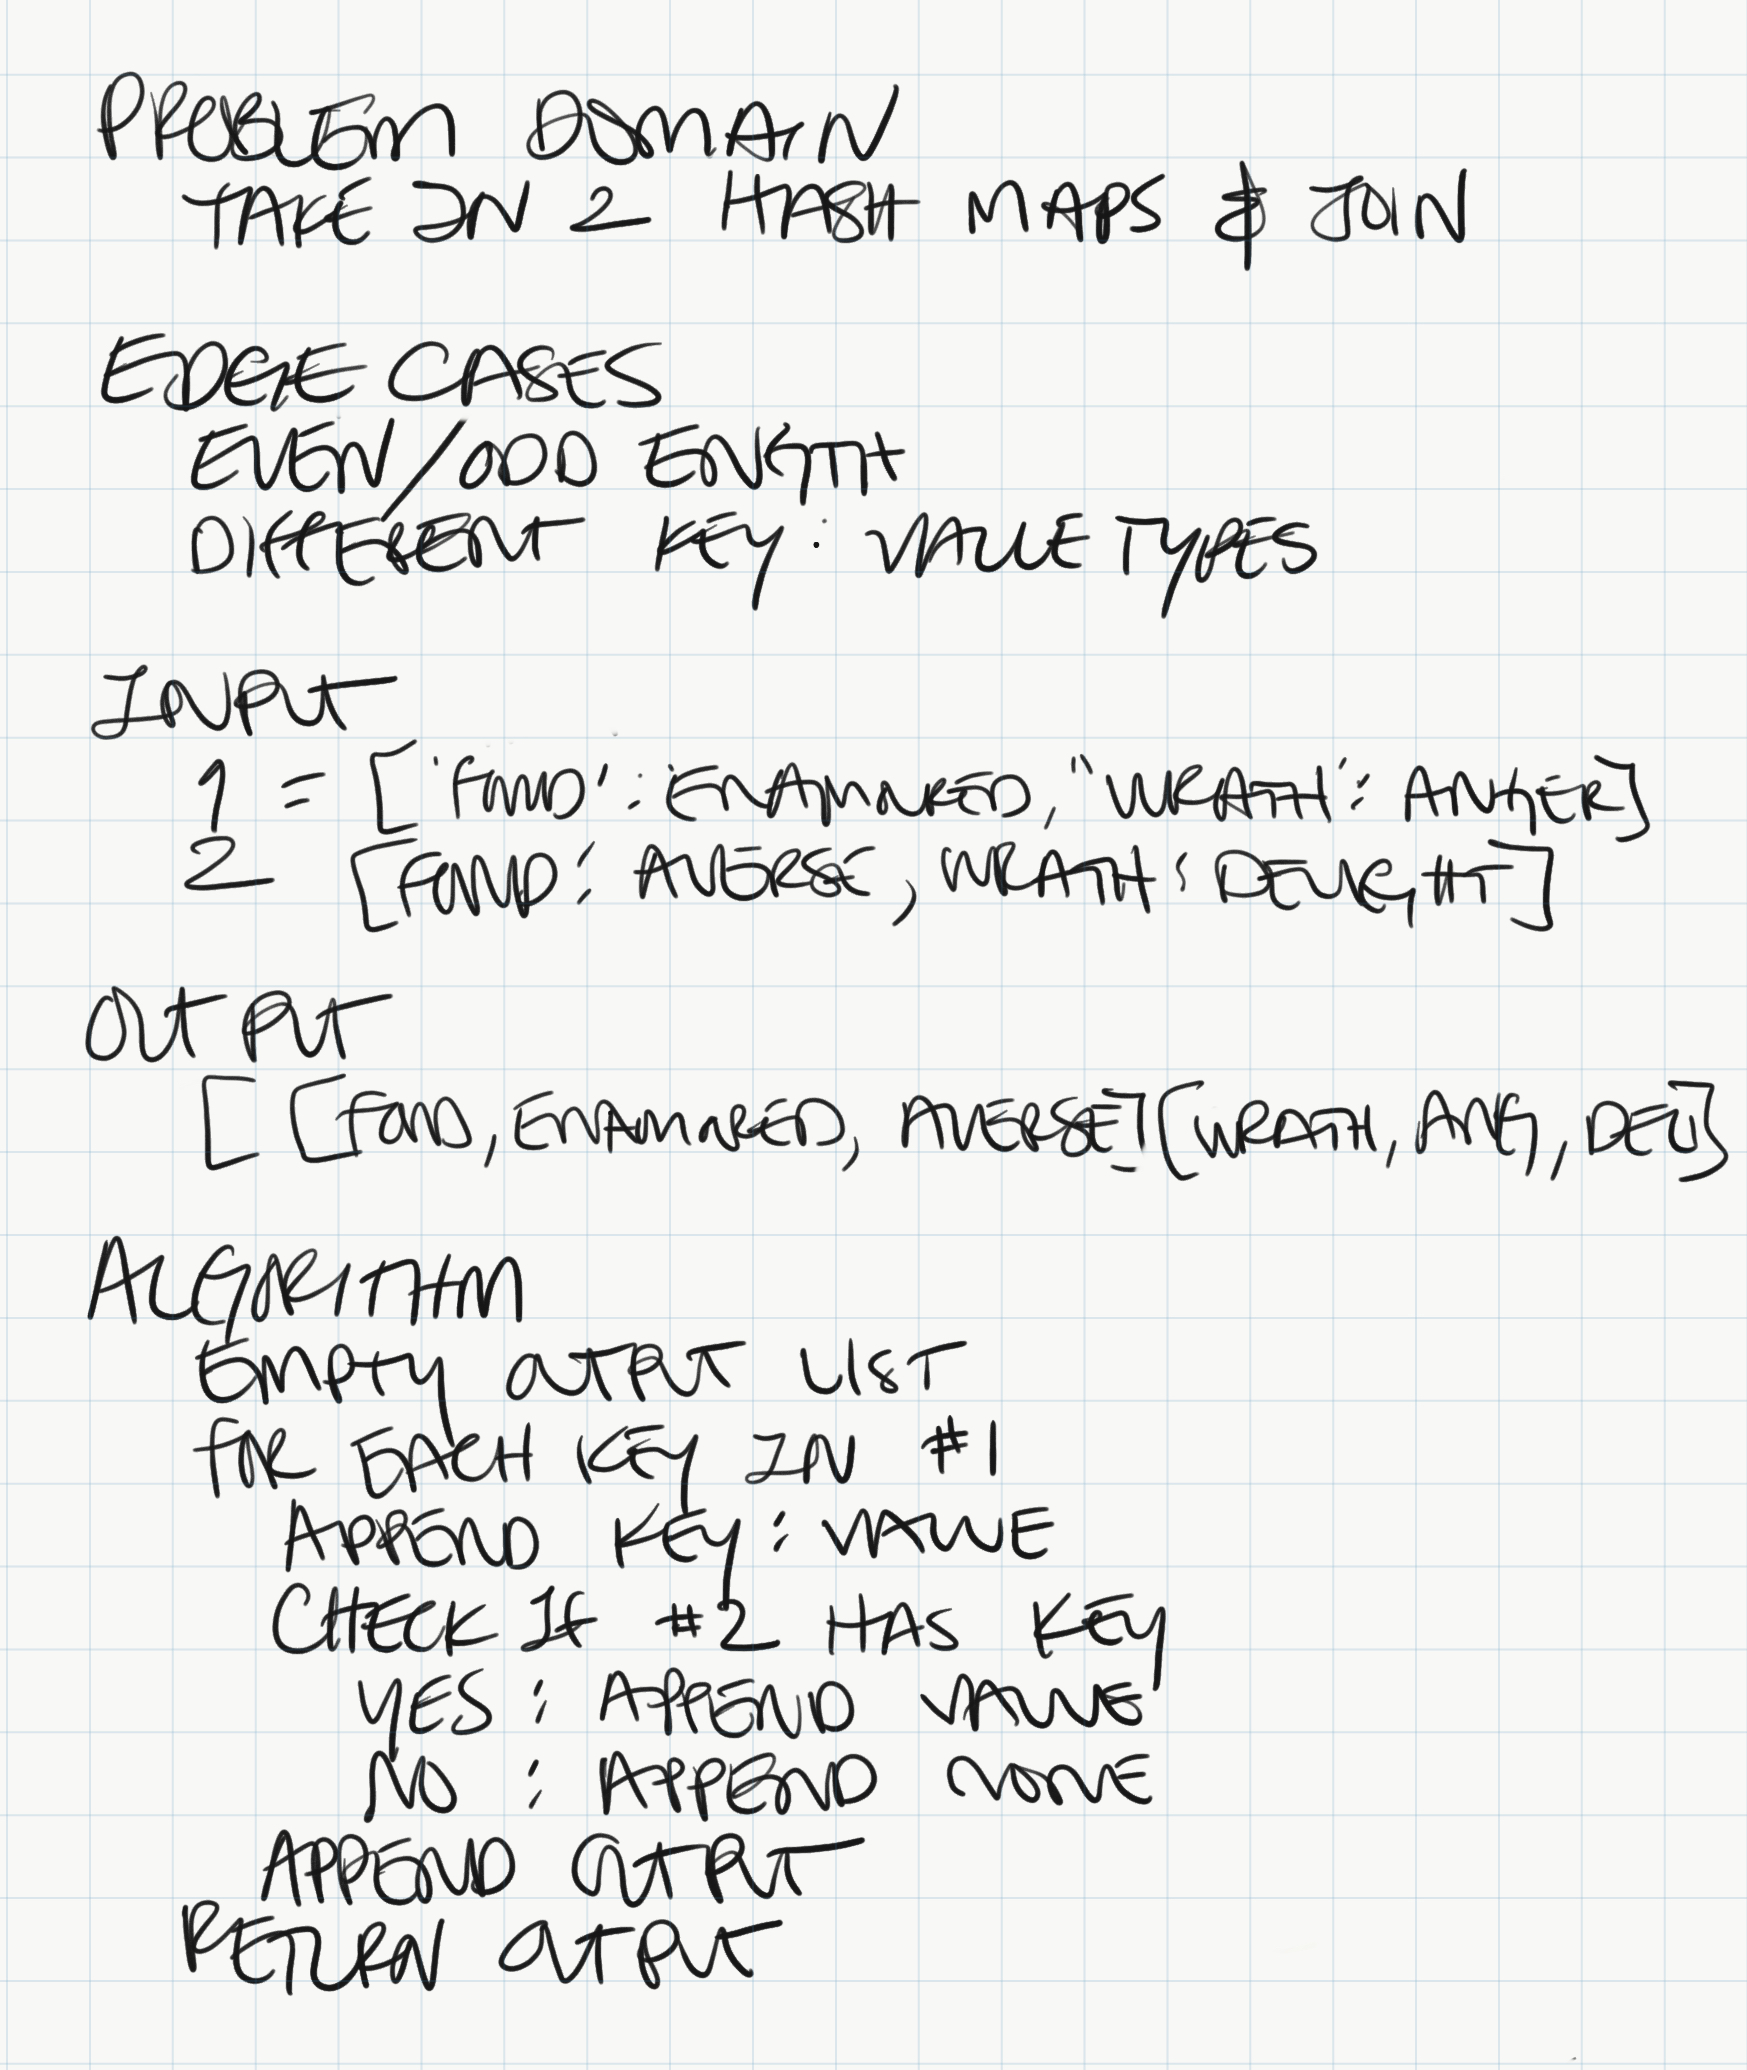 PROBLEM DOMAIN
TAKE IN 2 HASH MAPS & JOIN
EDGE CASES
EVEN/ODD ENGTH
DIFFERENT KEY : VALUE TYPES
INPUT
1 = ['FOND': ENAMORED, "WRATH': ANGER]
2 [FOND: AVERSE, WRATH: DELIGHT]
OUTPUT
[ [FOND, ENAMORED, AVERSE] [WRATH, ANG, DEL]
ALGORITHM
EMPTY OUTPUT LIST
FOR EACH KEY IN #1
APPEND KEY : VALUE
CHECK IF #2 HAS KEY
YES : APPEND VALUE
NO : APPEND NONE
APPEND OUTPUT
RETURN OUTPUT